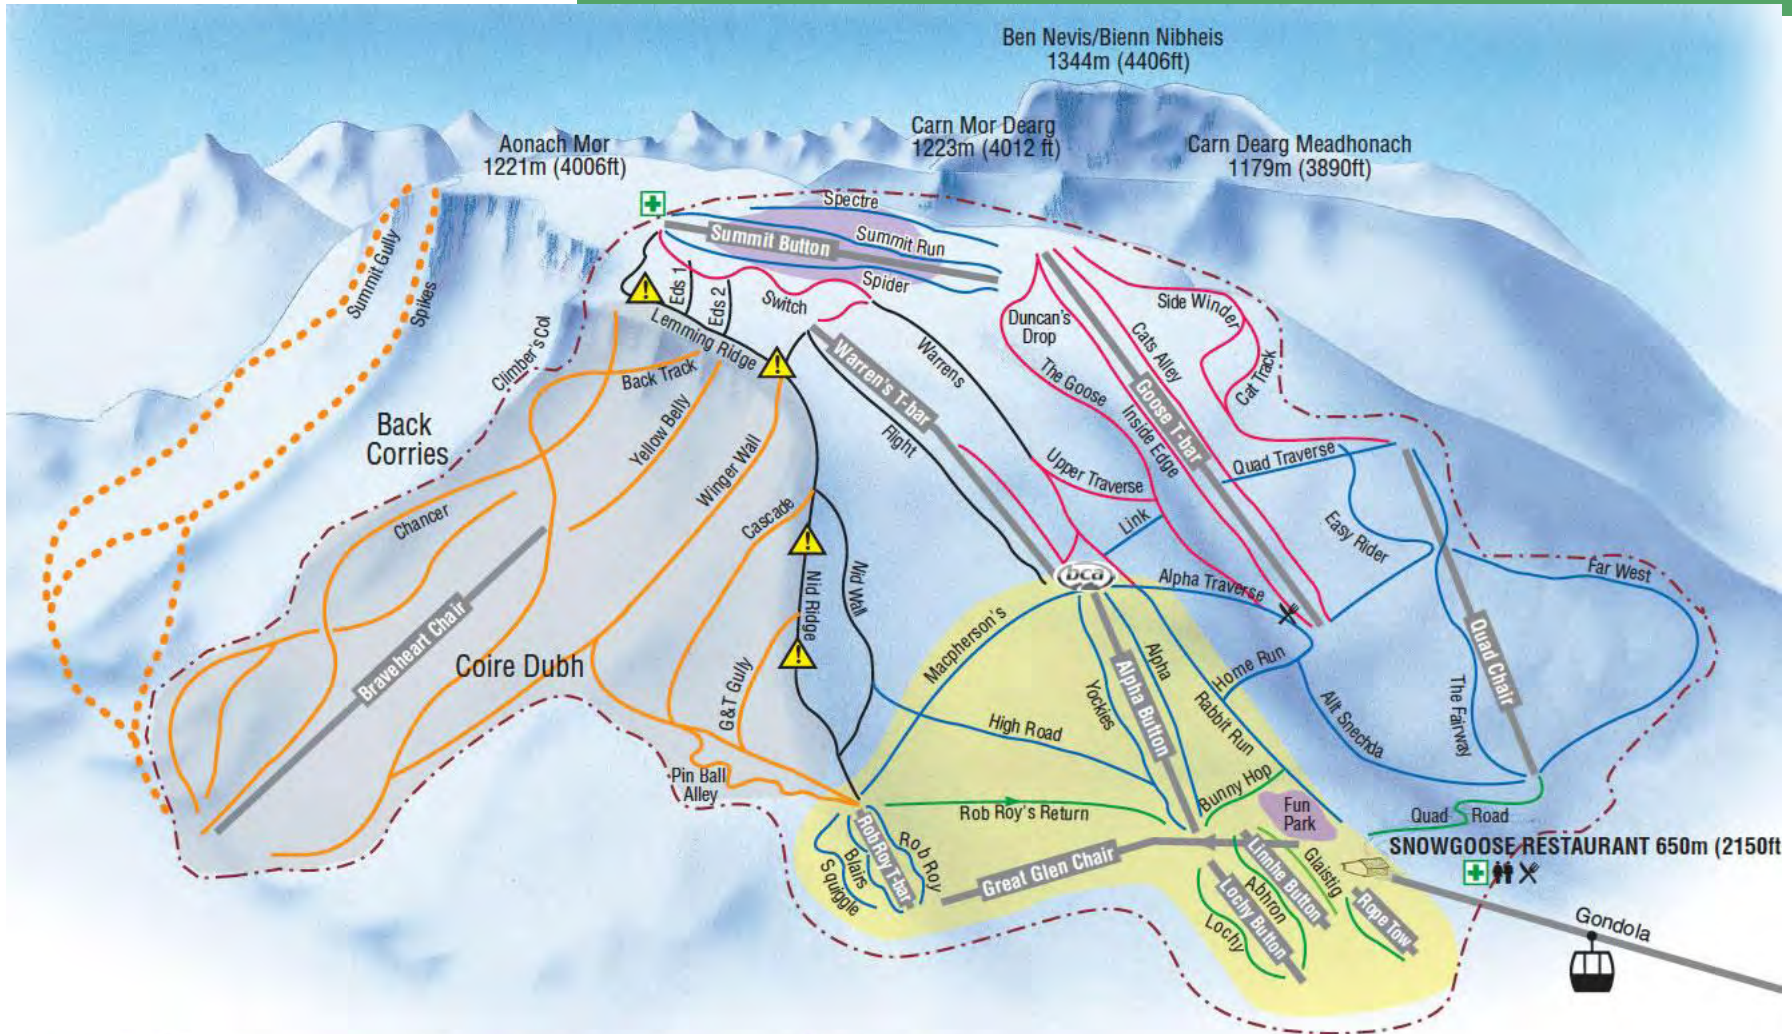 Ben Nevis/Bienn Nibheis
1344m (4406ft)
Carn Mor Dearg
1223m (4012 ft)
Aonach Mor
1221m (4006ft)
Carn Dearg Meadhonach
1179m (3890ft)
Spectre
Summit Run
Summit Button
Spider
Summit Gully
Spikes
Eds 1
Eds 2
Switch
Lemming Ridge
Climber's Col
Back Track
Duncan's
Drop
Side Winder
Cats Alley
Cat Track
Warren's T-bar
Warrens
Flight
The Goose
Inside Edge
Goose T-bar
Back
Corries
Yellow Belly
Winger Wall
Cascade
Chancer
Upper Traverse
Link
Quad Traverse
Easy Rider
Far West
Nid Wall
Nid Ridge
bca
Alpha Traverse
Macpherson's
Braveheart Chair
Coire Dubh
G&T Gully
Pin Ball
Alley
High Road
Yockies
Alpha Button
Alpha
Home Run
Rabbit Run
Allt Snechda
The Fairway
Quad Chair
Bunny Hop
Fun
Park
Rob Roy's Return
Quad Road
SNOWGOOSE RESTAURANT 650m (2150ft
Rob Roy T-bar
Rob Roy
Blairs
Squiggle
Great Glen Chair
Linnhe Button
Glaistig
Abhron
Lochy Button
Lochy
Rope Tow
Gondola